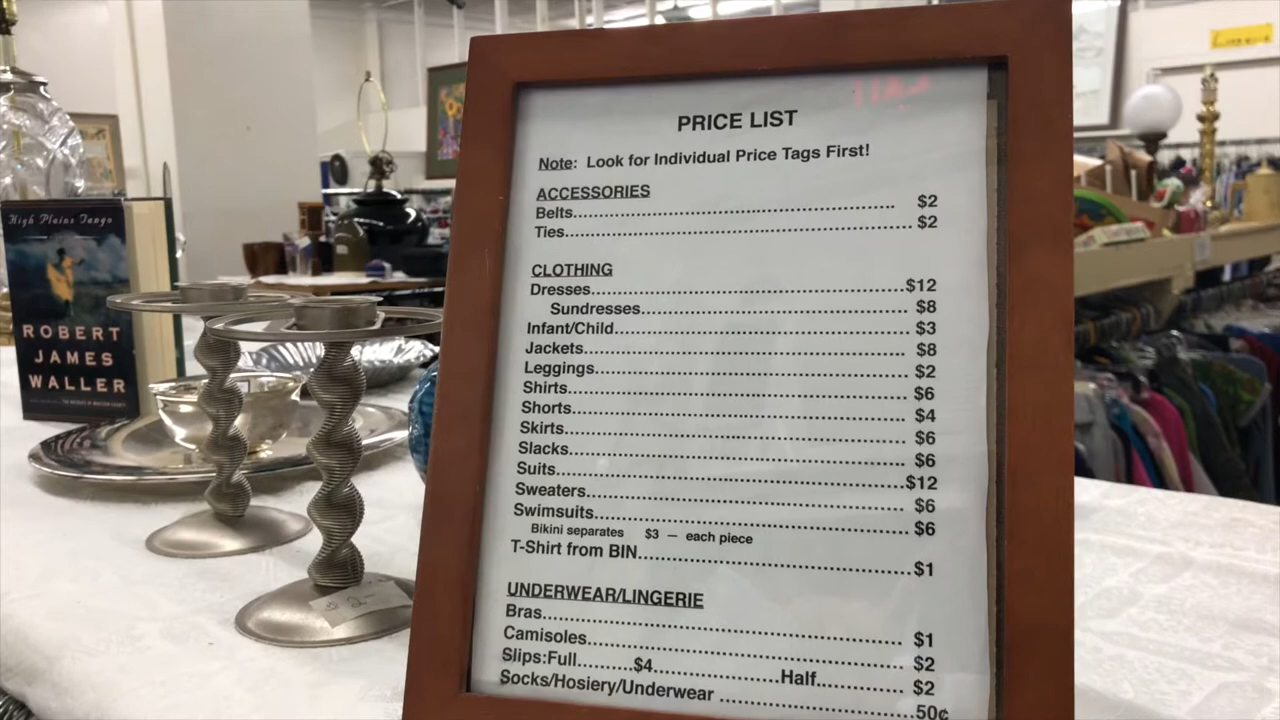 High Plains Tango
ROBERT
JAMES
WALLER
PRICE LIST
Note: Look for Individual Price Tags First!
ACCESSORIES
Belts........................................................ $2
Ties..........................................................$2
CLOTHING
Dresses....................................................$12
Sundresses............................................. $8
Infant/Child................................................ $3
Jackets...................................................... $8
Leggings.................................................... $2
Shirts......................................................... $6
Shorts........................................................ $4
Skirts......................................................... $6
Slacks........................................................ $6
Suits..........................................................$12
Sweaters.................................................... $6
Swimsuits................................................... $6
Bikini separates $3 — each piece
T-Shirt from BIN...........................................$1
UNDERWEAR/LINGERIE
Bras........................................................... $1
Camisoles................................................... $2
Slips:Full.........$4.....................Half............... $2
Socks/Hosiery/Underwear ..............................50¢
$2—